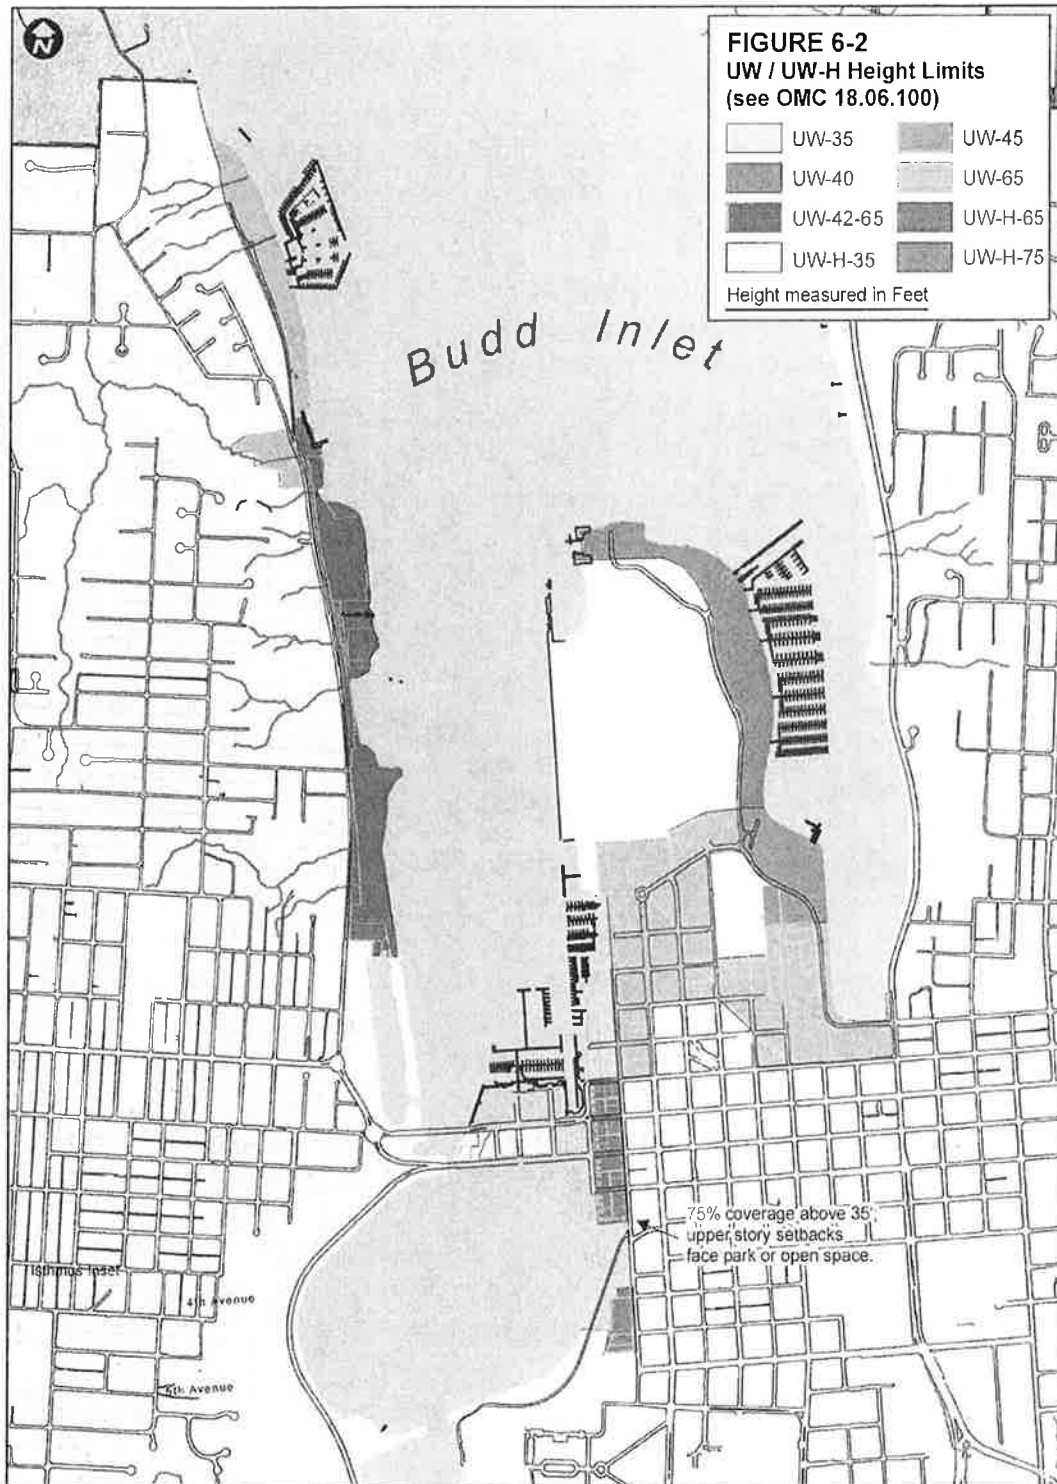 N
FIGURE 6-2
UW / UW-H Height Limits
(see OMC 18.06.100)
UW-35
UW-45
UW-40
UW-65
UW-42-65
UW-H-65
UW-H-35
UW-H-75
Height measured in Feet
Budd Inlet
75% coverage above 35'
upper story setbacks
face park or open space.
Isthmus Inset
4th Avenue
5th Avenue